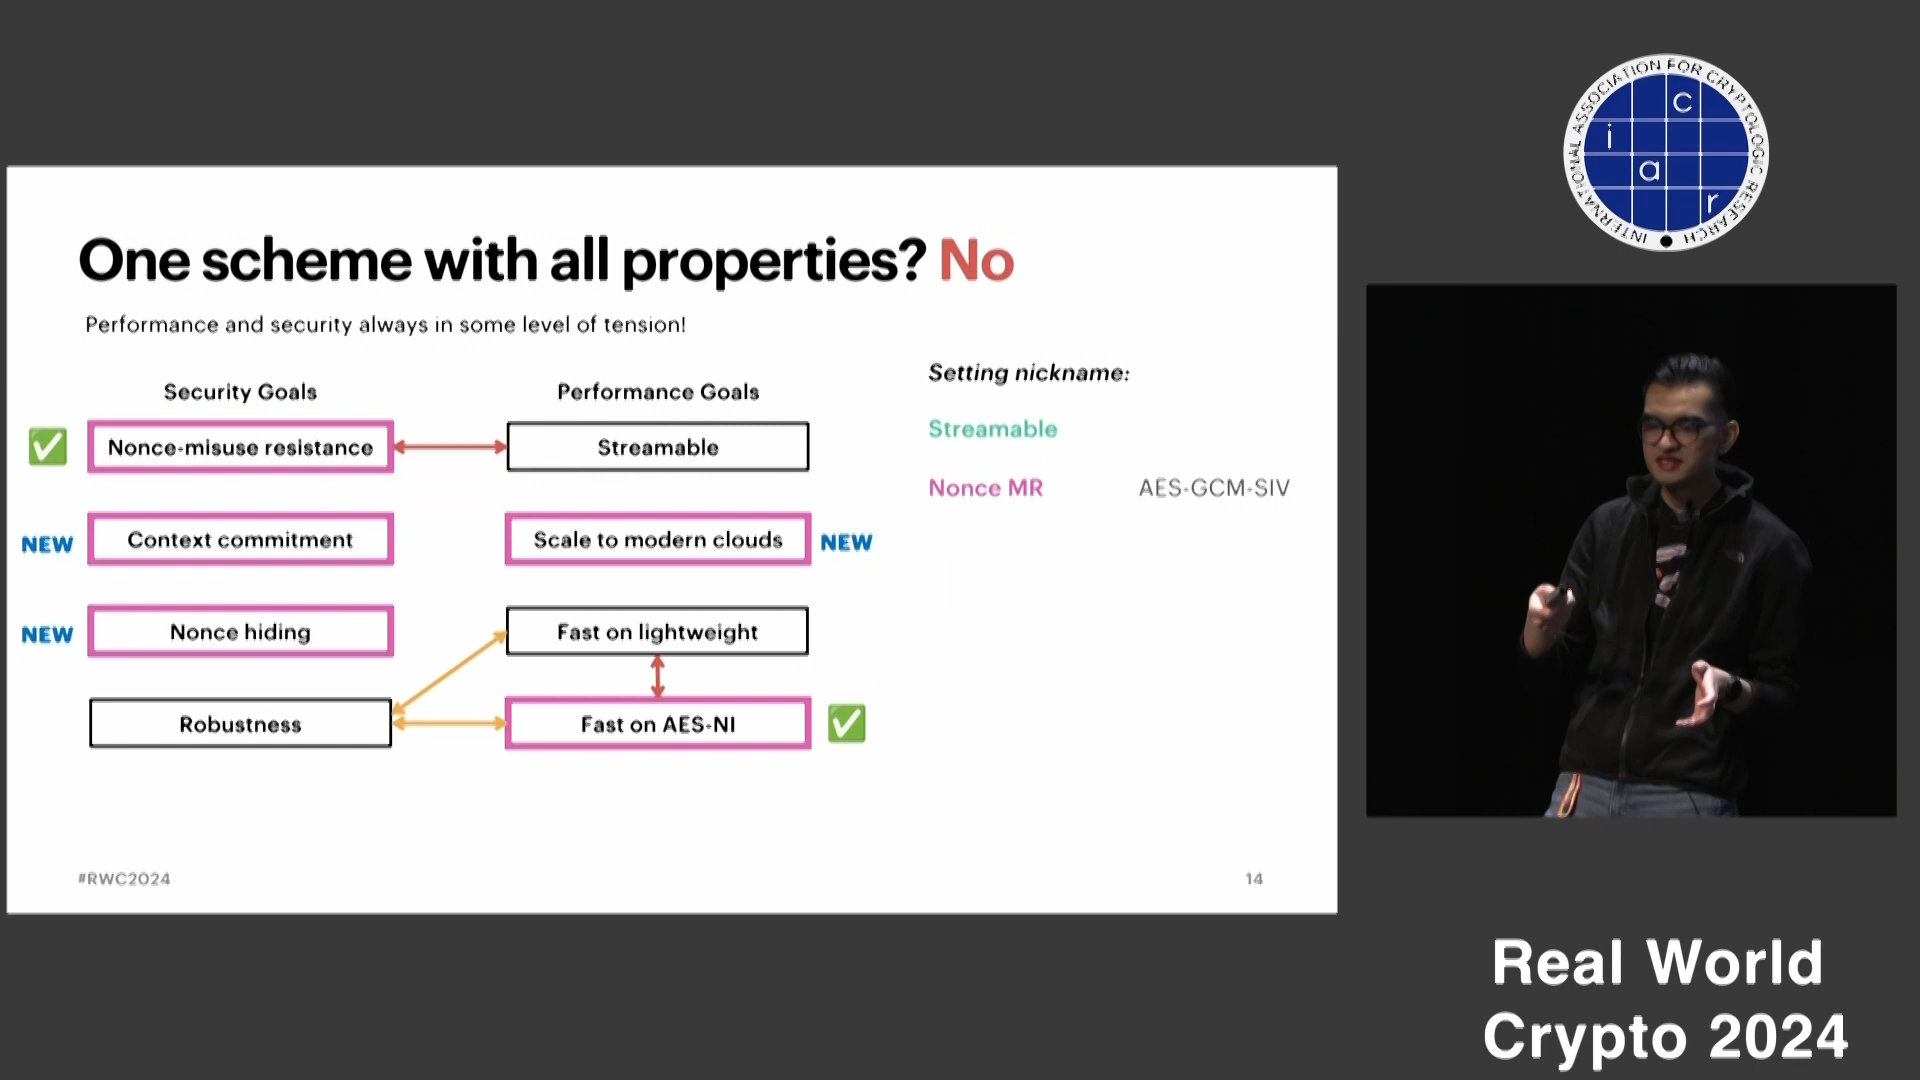 INTERNATIONAL ASSOCIATION FOR CRYPTOLOGIC RESEARCH
i a c r
One scheme with all properties? No
Performance and security always in some level of tension!
Security Goals
Performance Goals
Setting nickname:
Nonce-misuse resistance
Streamable
Streamable
Nonce MR
AES-GCM-SIV
NEW
Context commitment
Scale to modern clouds
NEW
NEW
Nonce hiding
Fast on lightweight
Robustness
Fast on AES-NI
#RWC2024
14
Real World
Crypto 2024